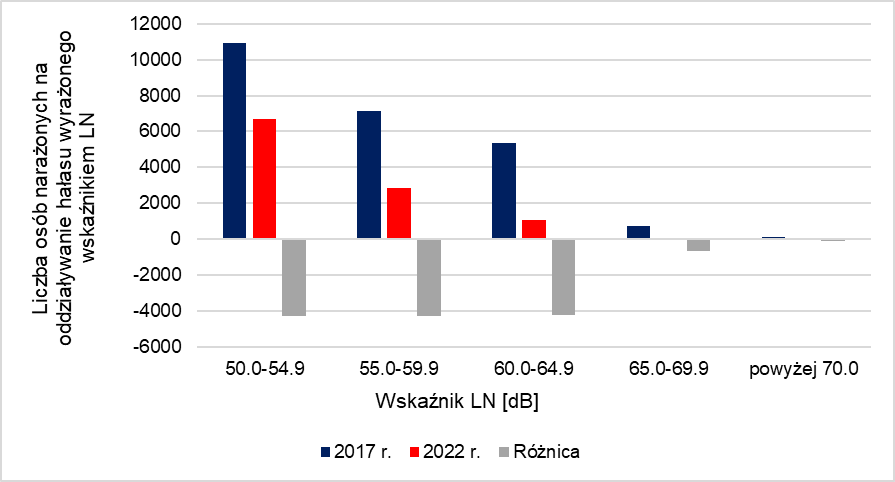 Liczba osób narażonych na
oddziaływanie hałasu wyrażonego
wskaźnikiem LN
12000
10000
8000
6000
4000
2000
0
-2000
-4000
-6000
50.0-54.9 55.0-59.9 60.0-64.9 65.0-69.9 powyżej 70.0
Wskaźnik LN [dB]
2017 r. 2022 r. Różnica